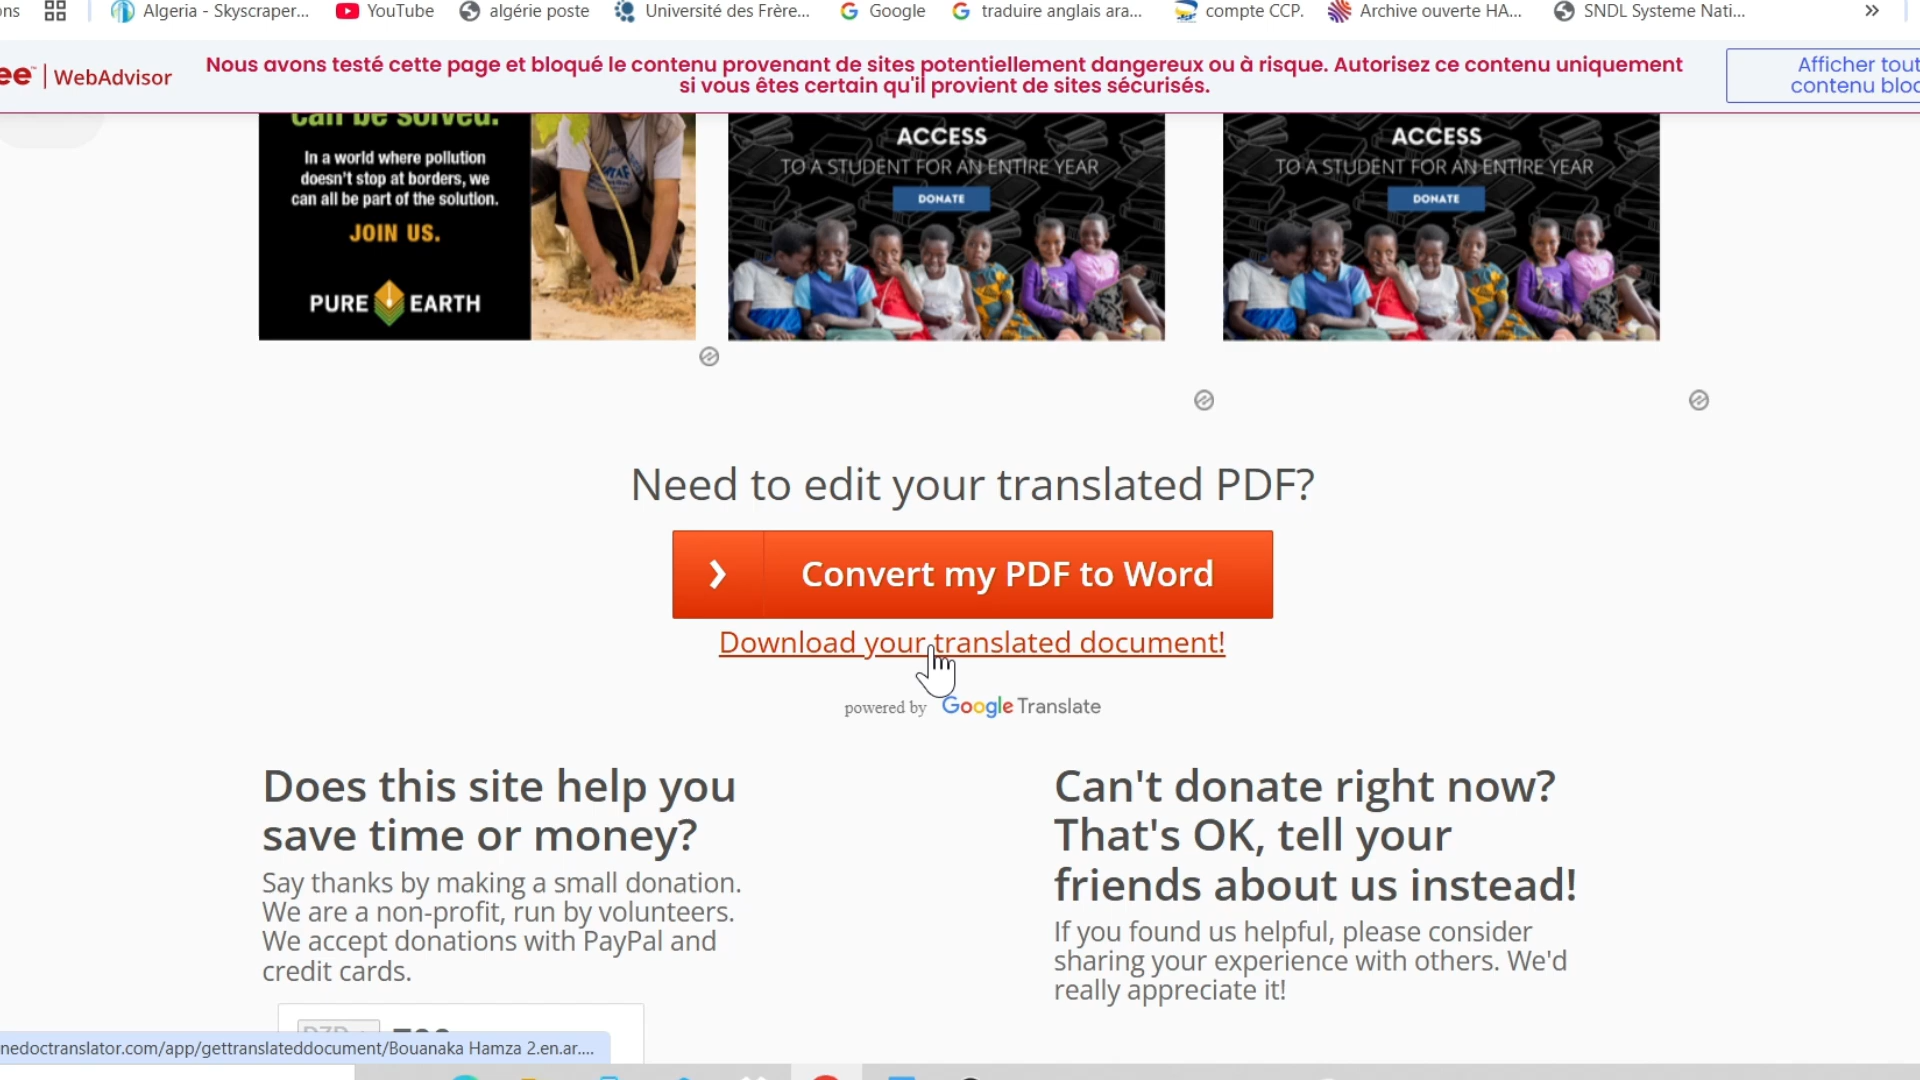 Algeria - Skyscraper...
YouTube
algérie poste
Université des Frère...
Google
traduire anglais ara...
compte CCP.
Archive ouverte HA...
SNDL Systeme Nati...
WebAdvisor
Nous avons testé cette page et bloqué le contenu provenant de sites potentiellement dangereux ou à risque. Autorisez ce contenu uniquement
si vous êtes certain qu'il provient de sites sécurisés.
Afficher tout
contenu bloc
can be solved.
In a world where pollution
doesn't stop at borders, we
can all be part of the solution.
JOIN US.
PURE EARTH
ACCESS
TO A STUDENT FOR AN ENTIRE YEAR
DONATE
ACCESS
TO A STUDENT FOR AN ENTIRE YEAR
DONATE
Need to edit your translated PDF?
Convert my PDF to Word
Download your translated document!
powered by Google Translate
Does this site help you
save time or money?
Say thanks by making a small donation.
We are a non-profit, run by volunteers.
We accept donations with PayPal and
credit cards.
Can't donate right now?
That's OK, tell your
friends about us instead!
If you found us helpful, please consider
sharing your experience with others. We'd
really appreciate it!
nedoctranslator.com/app/gettranslateddocument/Bouanaka Hamza 2.en.ar....